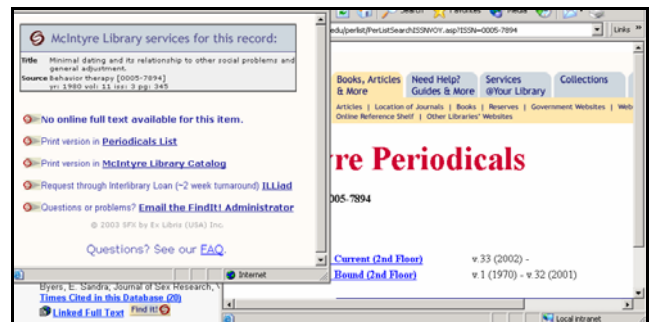 McIntyre Library services for this record:
Title Minimal dating and its relationship to other social problems and
general adjustment.
Source Behavior therapy [0005-7894]
yr: 1980 vol: 11 iss: 3 pg: 345
No online full text available for this item.
Print version in Periodicals List
Print version in McIntyre Library Catalog
Request through Interlibrary Loan (~2 week turnaround) ILLiad
Questions or problems? Email the FindIt! Administrator
© 2003 SFX by Ex Libris (USA) Inc.
Questions? See our FAQ.
Internet
Byers, E. Sandra, Journal of Sex Research,
Times Cited in this Database (20)
Linked Full Text Find it!
Search Favorites Media
edu/perlist/PerListSearchISSNVOY.asp?ISSN=0005-7894
Links »
Books, Articles & More
Need Help? Guides & More
Services @Your Library
Collections
Articles | Location of Journals | Books | Reserves | Government Websites | Web
Online Reference Shelf | Other Libraries' Websites
re Periodicals
005-7894
Current (2nd Floor) v.33 (2002) -
Bound (2nd Floor) v.1 (1970) - v.32 (2001)
Local intranet